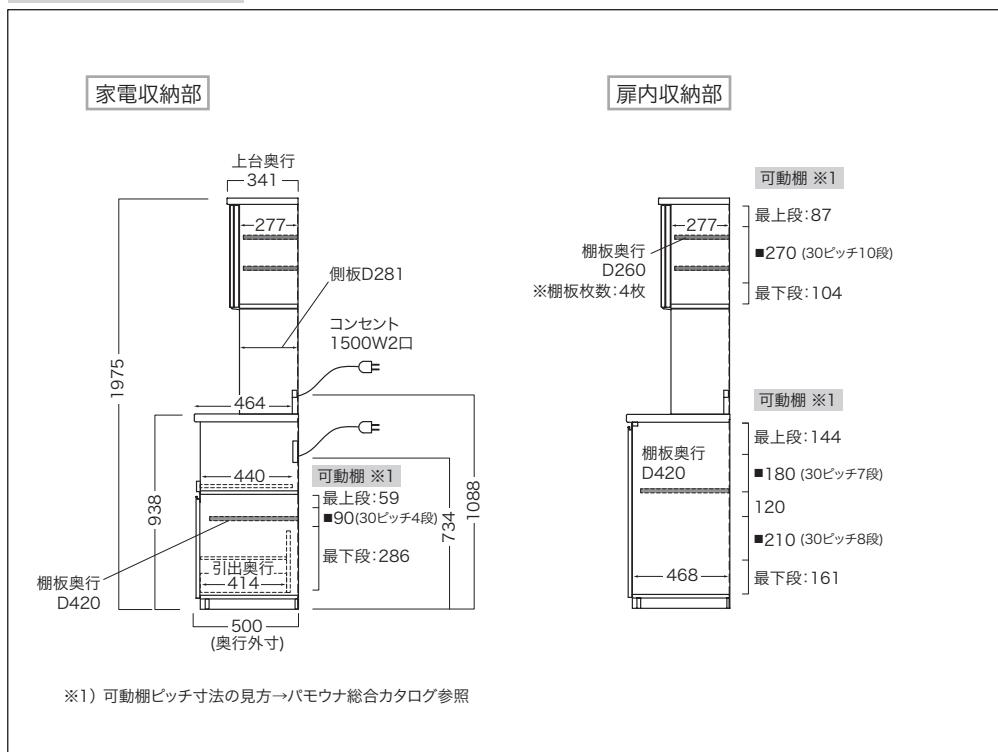 家電収納部
上台奥行
341
277
側板D281
コンセント
1500W2口
1975
464
938
440
可動棚 ※1
最上段:59
■90(30ピッチ4段)
最下段:286
734
1088
引出奥行
414
棚板奥行
D420
500
(奥行外寸)
扉内収納部
可動棚 ※1
277
最上段:87
棚板奥行
D260
※棚板枚数:4枚
■270 (30ピッチ10段)
最下段:104
可動棚 ※1
最上段:144
棚板奥行
D420
■180 (30ピッチ7段)
120
■210 (30ピッチ8段)
468
最下段:161
※1) 可動棚ピッチ寸法の見方→パモウナ総合カタログ参照